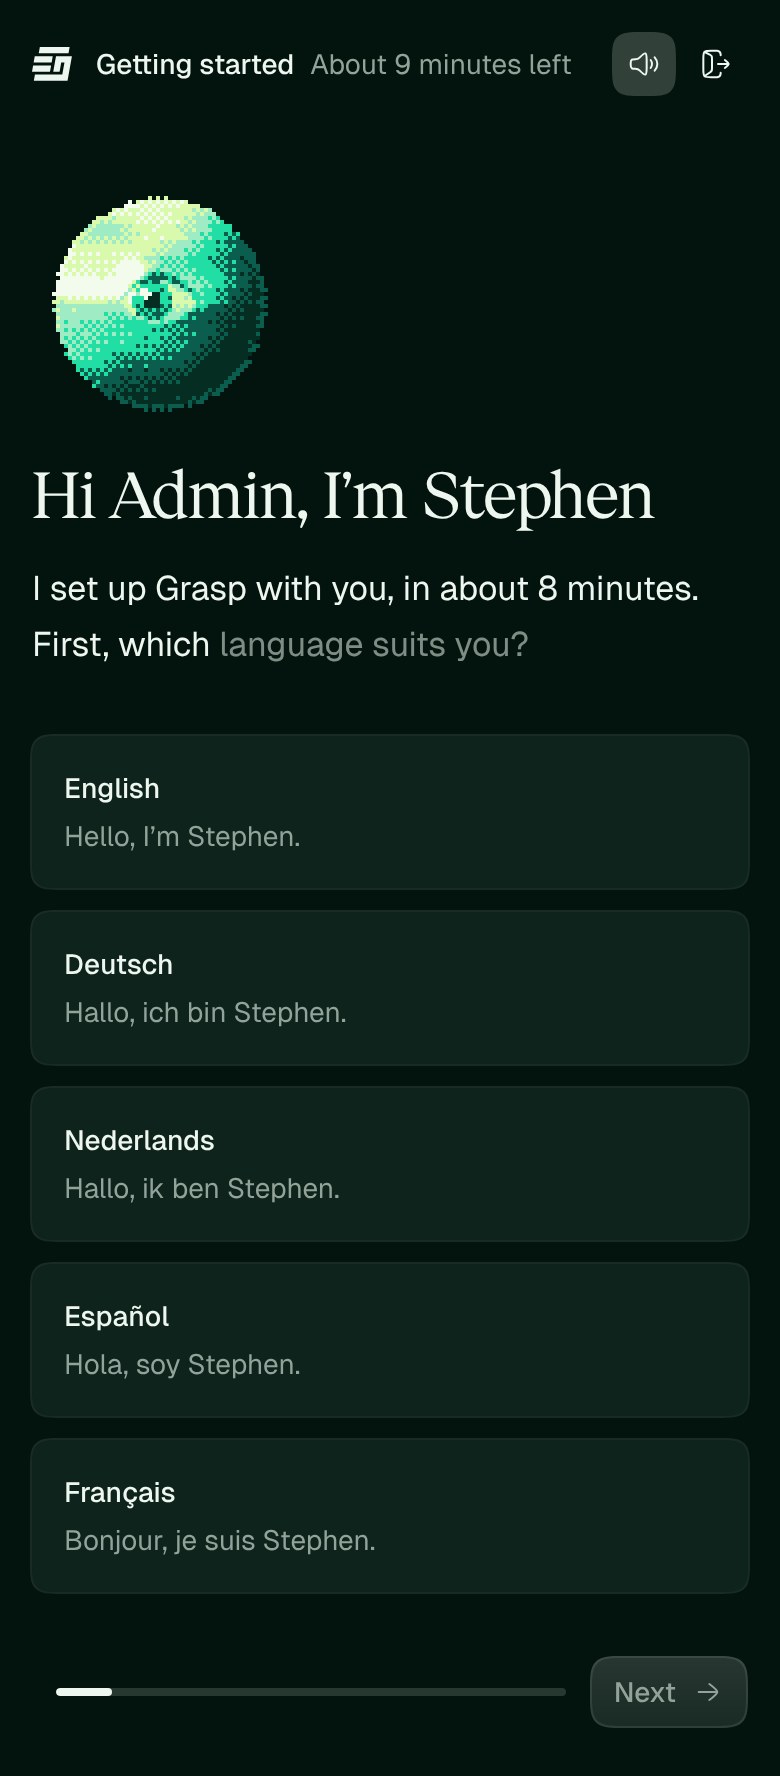 Getting started About 9 minutes left
Hi Admin, I’m Stephen
I set up Grasp with you, in about 8 minutes.
First, which language suits you?
English
Hello, I’m Stephen.
Deutsch
Hallo, ich bin Stephen.
Nederlands
Hallo, ik ben Stephen.
Español
Hola, soy Stephen.
Français
Bonjour, je suis Stephen.
Next